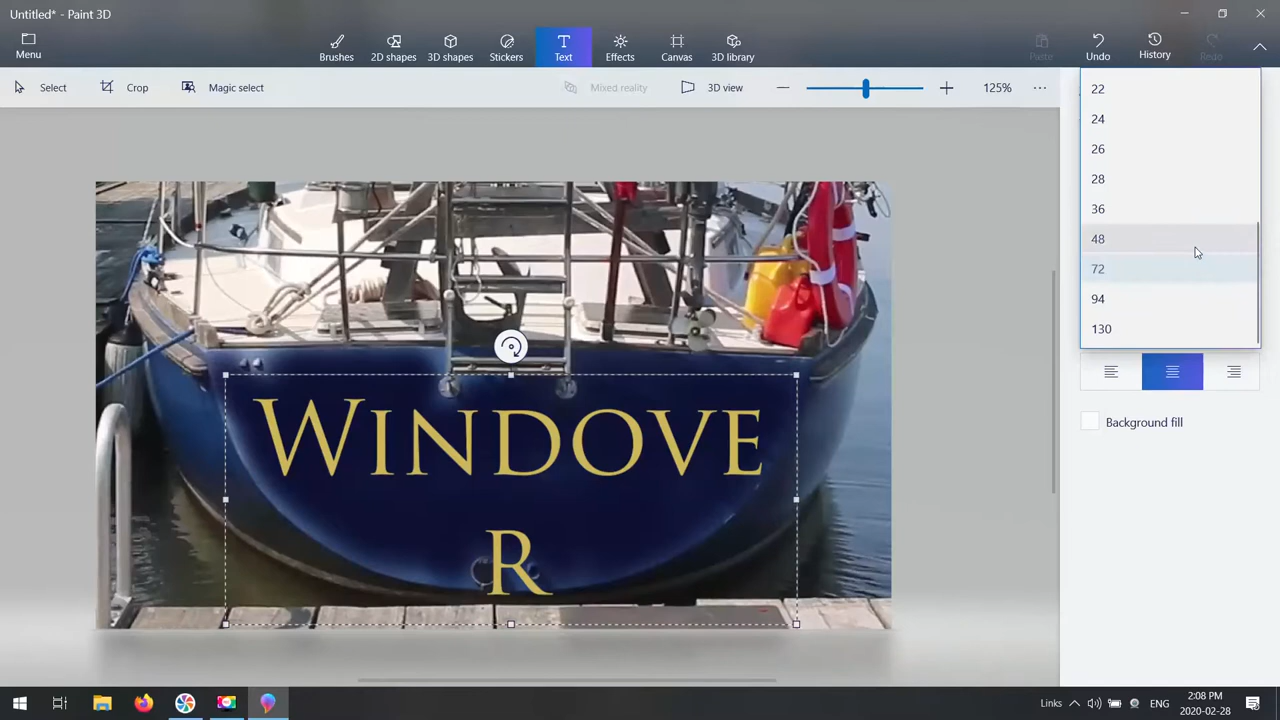 Untitled* - Paint 3D
Menu
Brushes
2D shapes
3D shapes
Stickers
Text
Effects
Canvas
3D library
Paste
Undo
History
Redo
Select
Crop
Magic select
Mixed reality
3D view
125%
22
24
26
28
36
48
72
94
130
Background fill
WINDOVE
R
Links
ENG
2:08 PM
2020-02-28